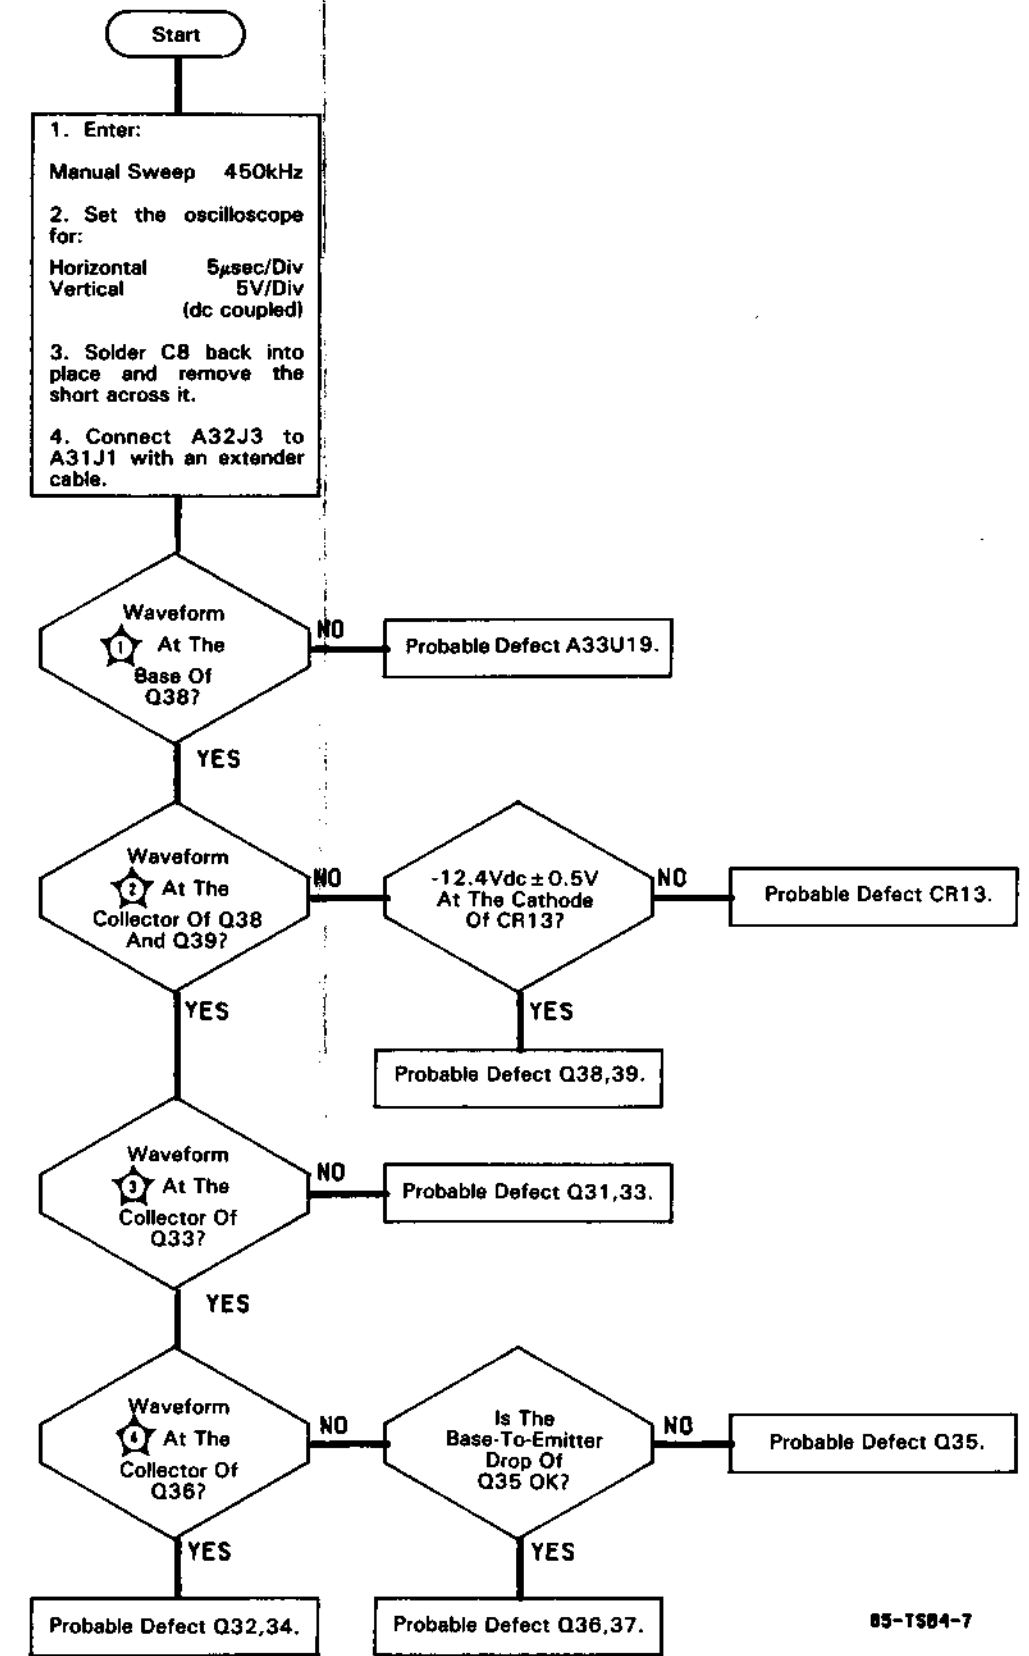 Start
1. Enter:
Manual Sweep 450kHz
2. Set the oscilloscope
for:
Horizontal 5µsec/Div
Vertical 5V/Div
(dc coupled)
3. Solder C8 back into
place and remove the
short across it.
4. Connect A32J3 to
A31J1 with an extender
cable.
Waveform
1 At The
Base Of
Q38?
NO
Probable Defect A33U19.
YES
Waveform
2 At The
Collector Of Q38
And Q39?
NO
-12.4Vdc ± 0.5V
At The Cathode
Of CR13?
NO
Probable Defect CR13.
YES
Probable Defect Q38,39.
YES
Waveform
3 At The
Collector Of
Q33?
NO
Probable Defect Q31,33.
YES
Waveform
4 At The
Collector Of
Q36?
NO
Is The
Base-To-Emitter
Drop Of
Q35 OK?
NO
Probable Defect Q35.
YES
Probable Defect Q32,34.
YES
Probable Defect Q36,37.
85-TS84-7